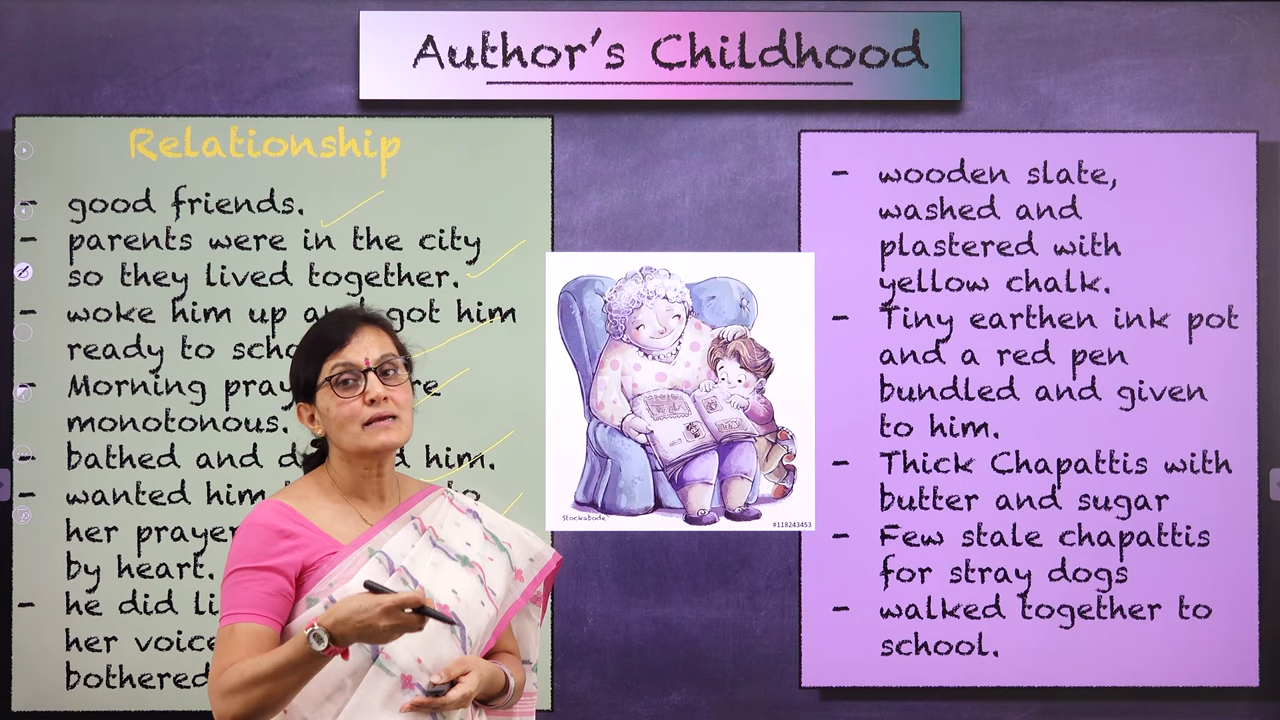 Author's Childhood
Relationship
- good friends.
- parents were in the city
so they lived together.
- woke him up and got him
ready to
- Morning
monotonous.
- bathed and him.
- wanted him
her prayer
by heart.
- he did
her voice
bothered
Stockabode
#118243453
- wooden slate,
washed and
plastered with
yellow chalk.
- Tiny earthen ink pot
and a red pen
bundled and given
to him.
- Thick Chapattis with
butter and sugar
- Few stale chapattis
for stray dogs
- walked together to
school.